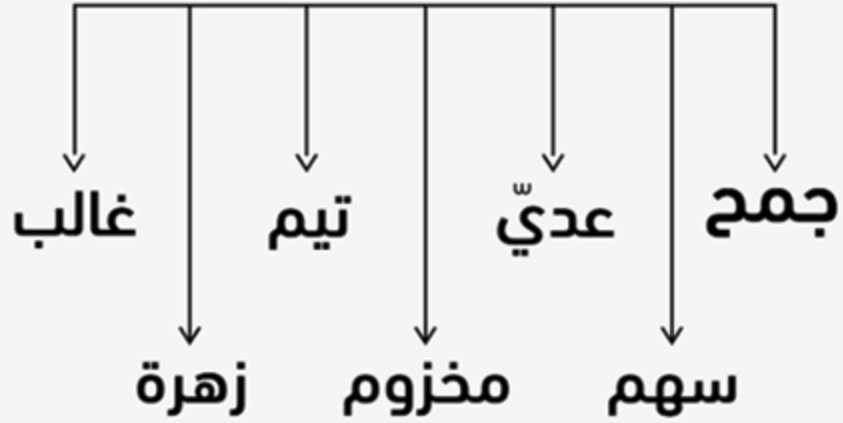 جمح
عديّ
تيم
غالب
سهم
مخزوم
زهرة